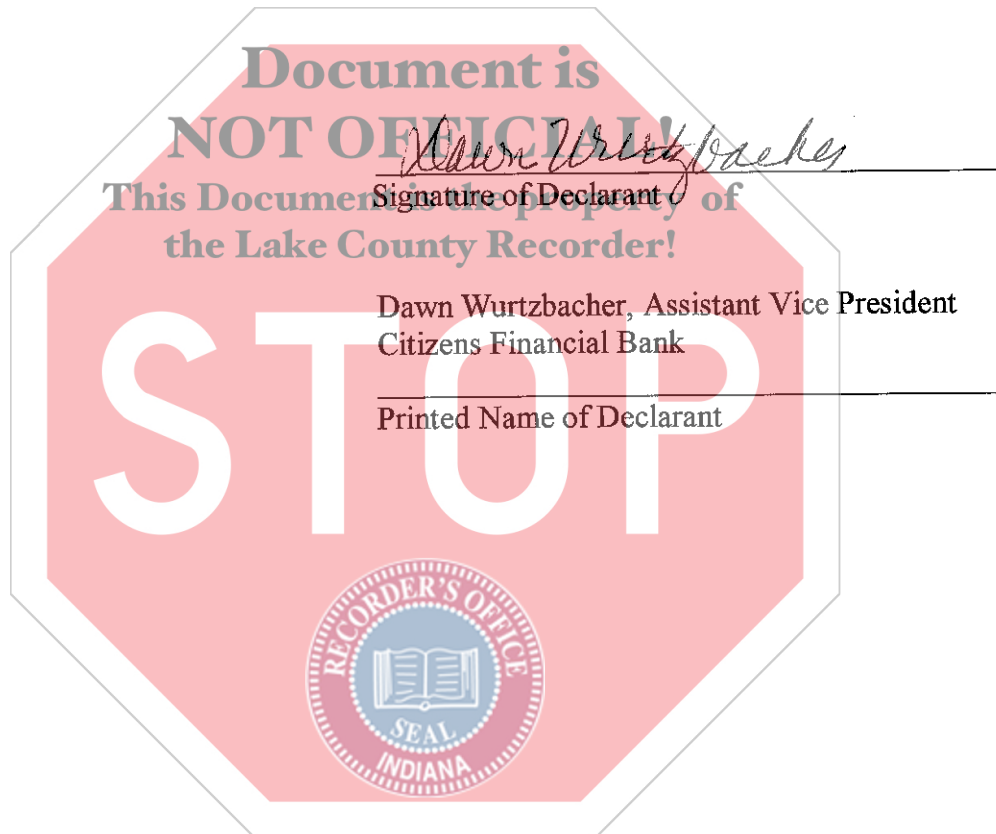 Document is
NOT OFFICIAL!
Dawn Wurtzbacher
This Document is the property of
Signature of Declarant
the Lake County Recorder!
Dawn Wurtzbacher, Assistant Vice President
Citizens Financial Bank
Printed Name of Declarant
STOP
RECORDER'S OFFICE
SEAL
INDIANA